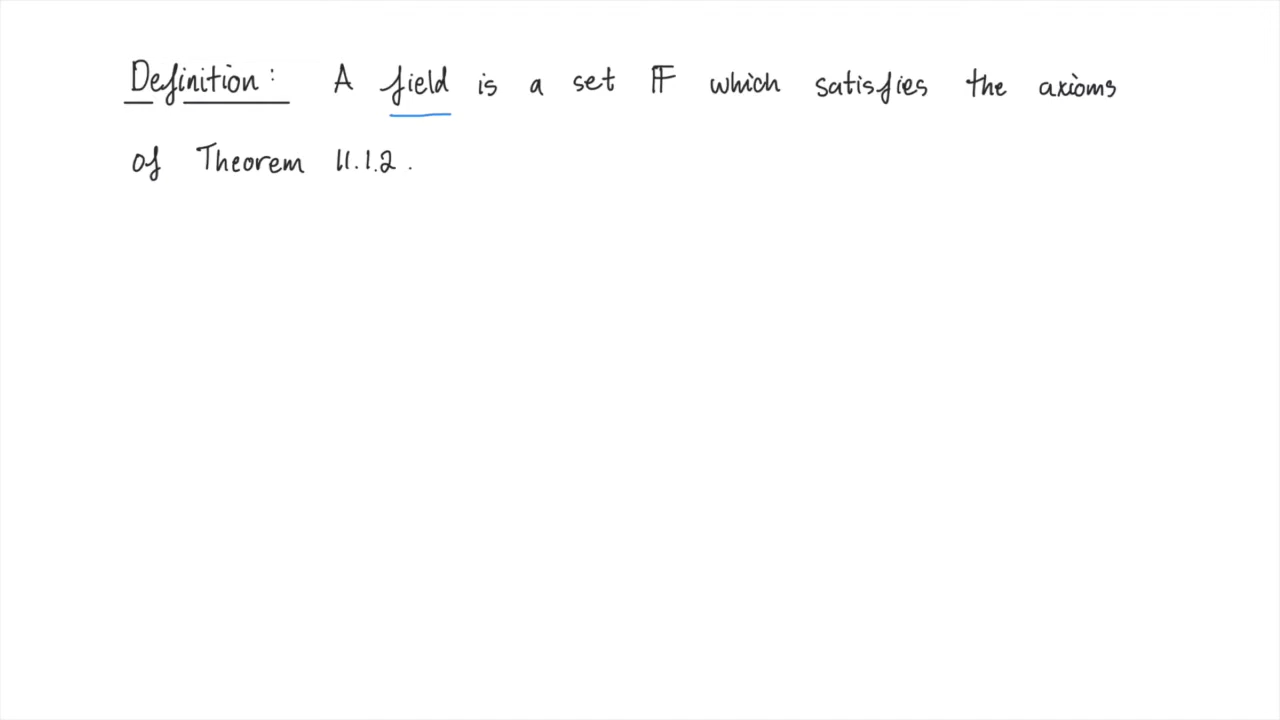 Definition: A field is a set 𝔽 which satisfies the axioms
of Theorem 11.1.2.